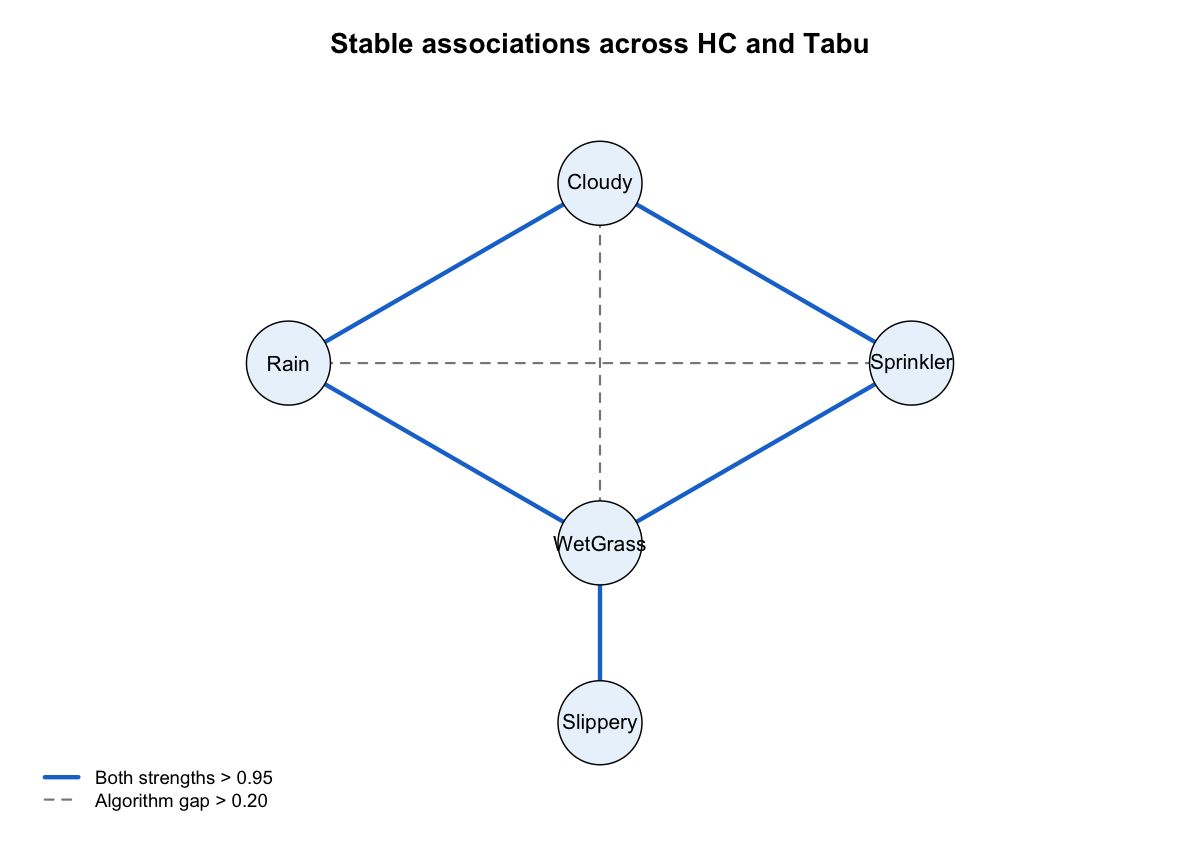 Stable associations across HC and Tabu
Cloudy
Rain
Sprinkler
WetGrass
Slippery
Both strengths > 0.95
Algorithm gap > 0.20